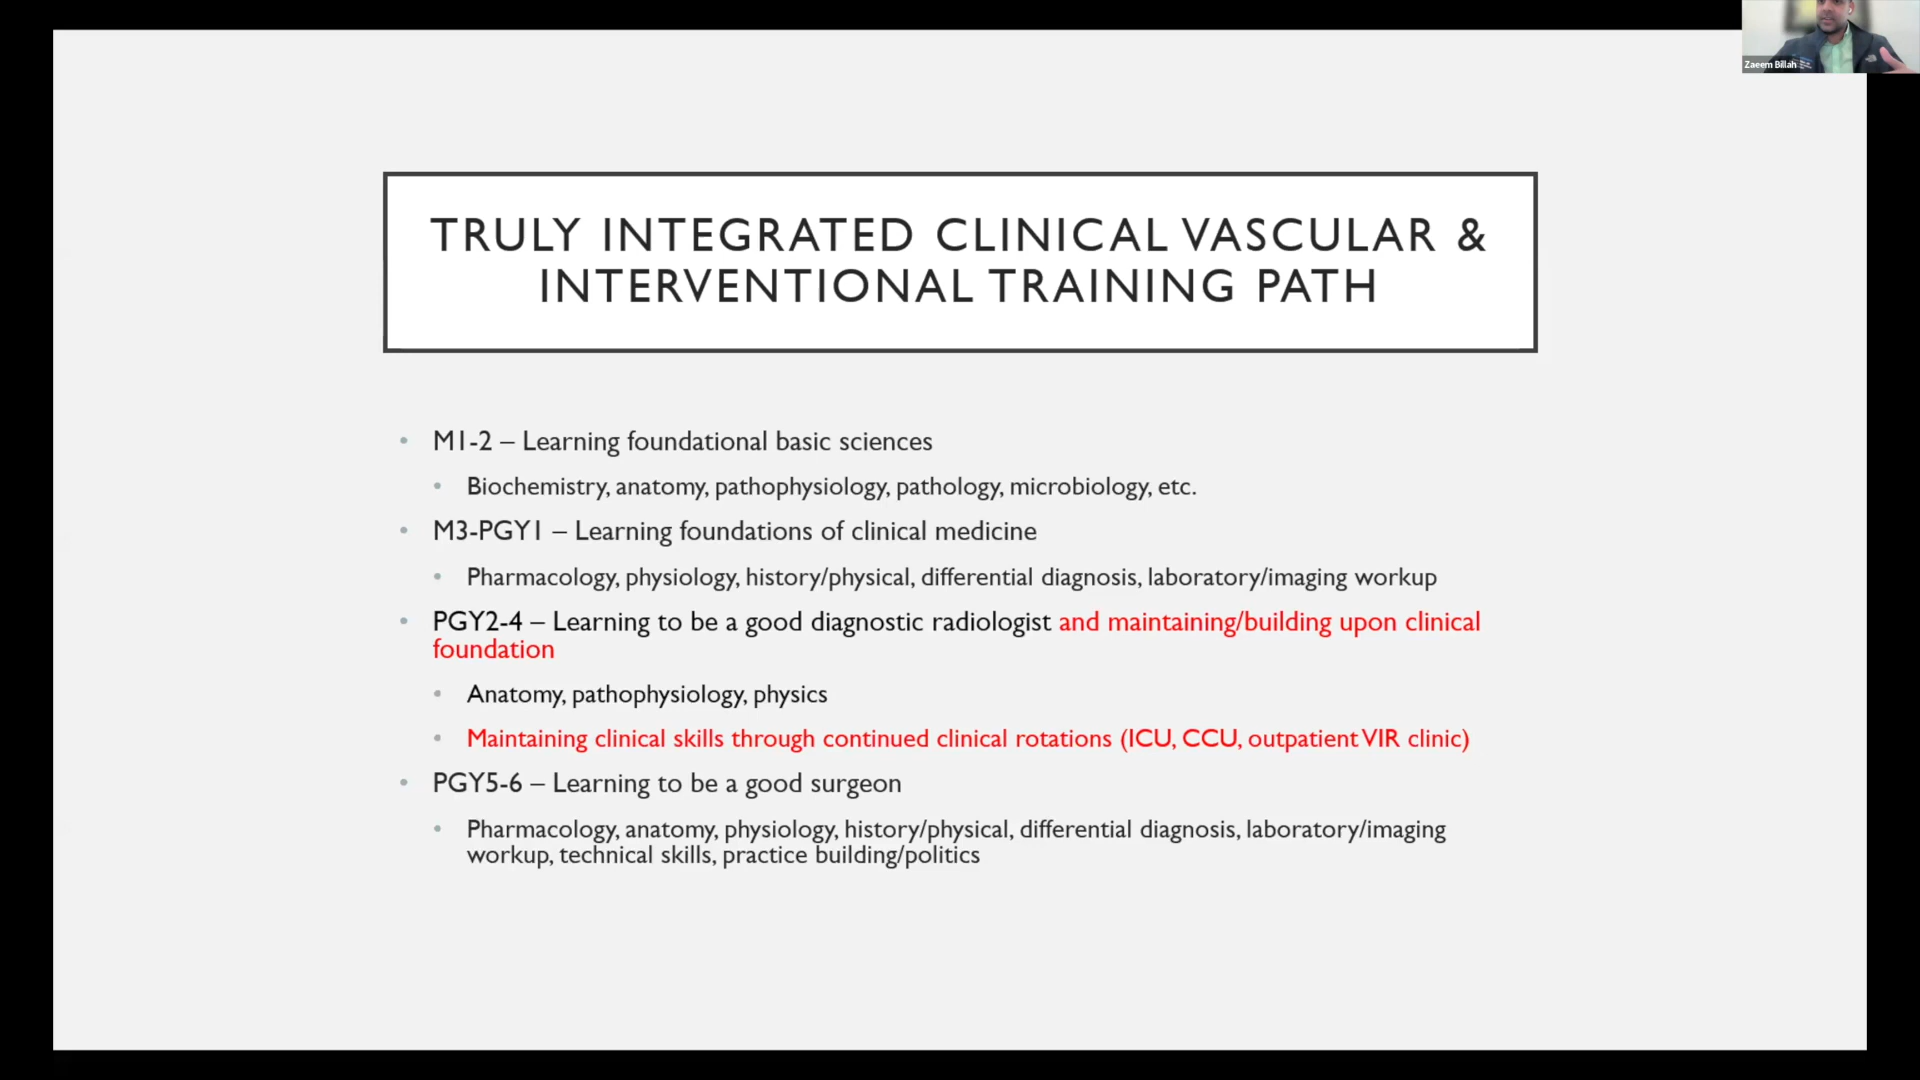 Zaeem Billah
TRULY INTEGRATED CLINICAL VASCULAR &
INTERVENTIONAL TRAINING PATH
• M1-2 – Learning foundational basic sciences
• Biochemistry, anatomy, pathophysiology, pathology, microbiology, etc.
• M3-PGY1 – Learning foundations of clinical medicine
• Pharmacology, physiology, history/physical, differential diagnosis, laboratory/imaging workup
• PGY2-4 – Learning to be a good diagnostic radiologist and maintaining/building upon clinical
foundation
• Anatomy, pathophysiology, physics
• Maintaining clinical skills through continued clinical rotations (ICU, CCU, outpatient VIR clinic)
• PGY5-6 – Learning to be a good surgeon
• Pharmacology, anatomy, physiology, history/physical, differential diagnosis, laboratory/imaging
workup, technical skills, practice building/politics